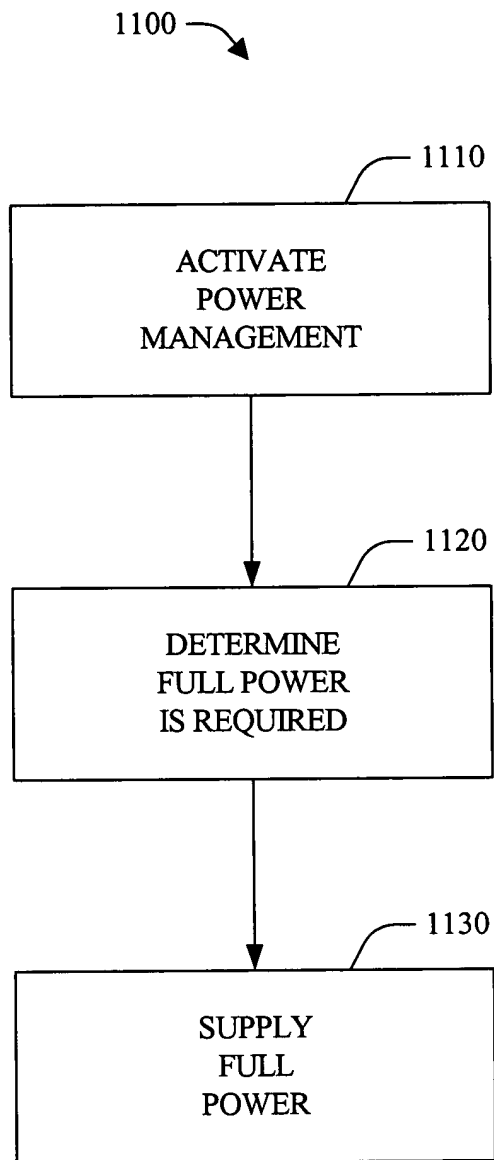 1100
1110
ACTIVATE
POWER
MANAGEMENT
1120
DETERMINE
FULL POWER
IS REQUIRED
1130
SUPPLY
FULL
POWER